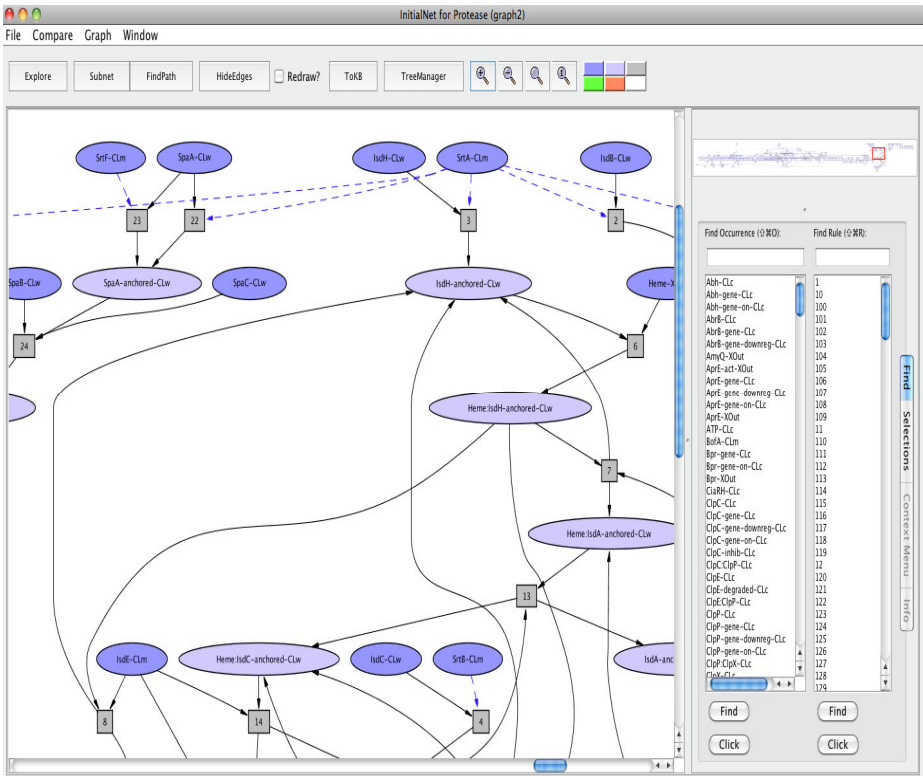 InitialNet for Protease (graph2)
File Compare Graph Window
Explore Subnet FindPath HideEdges Redraw? ToKB TreeManager
SrtF-CLm SpaA-CLw IsdH-CLw SrtA-CLm IsdB-CLw
23 22 3 2
SpaB-CLw SpaA-anchored-CLw SpaC-CLw IsdH-anchored-CLw Heme-X
24 6
Heme:IsdH-anchored-CLw
7
Heme:IsdA-anchored-CLw
13
IsdE-CLm Heme:IsdC-anchored-CLw IsdC-CLw SrtB-CLm IsdA-anc
8 14 4
Find Occurrence (⇧⌘O):
Abh-CLc
Abh-gene-CLc
Abh-gene-on-CLc
AbrB-CLc
AbrB-gene-CLc
AbrB-gene-downreg-CLc
AmyQ-XOut
AprE-act-XOut
AprE-gene-CLc
AprE-gene-downreg-CLc
AprE-gene-on-CLc
AprE-XOut
ATP-CLc
BofA-CLm
Bpr-gene-CLc
Bpr-gene-on-CLc
Bpr-XOut
CiaRH-CLc
ClpC-CLc
ClpC-gene-CLc
ClpC-gene-downreg-CLc
ClpC-gene-on-CLc
ClpC-inhib-CLc
ClpC:ClpP-CLc
ClpE-CLc
ClpE-degraded-CLc
ClpE:ClpP-CLc
ClpP-CLc
ClpP-gene-CLc
ClpP-gene-downreg-CLc
ClpP-gene-on-CLc
ClpP:ClpX-CLc
ClpX-CLc
Find
Click
Find Rule (⇧⌘R):
1
10
100
101
102
103
104
105
106
107
108
109
11
110
111
112
113
114
115
116
117
118
119
12
120
121
122
123
124
125
126
127
128
129
Find
Click
Find
Selections
Context Menu
Info